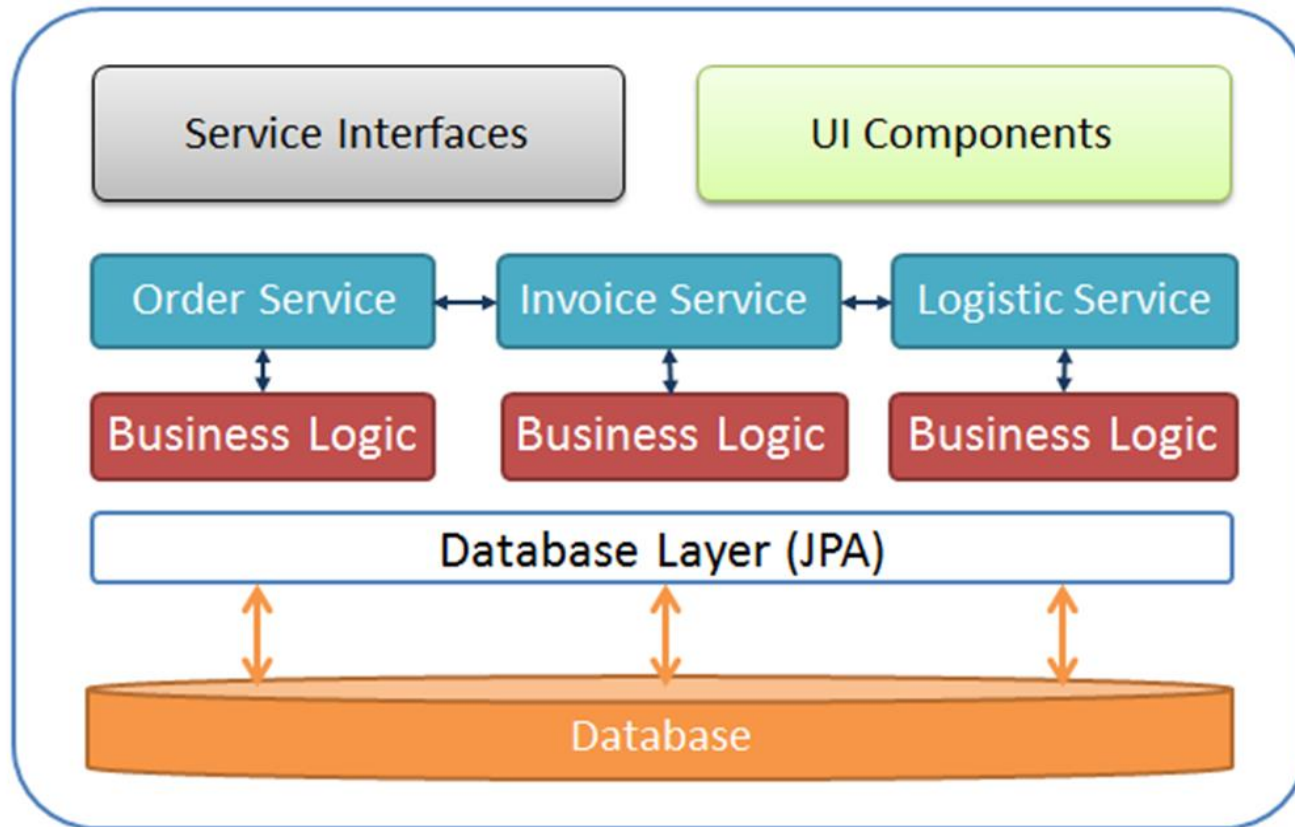 Service Interfaces
UI Components
Order Service
Invoice Service
Logistic Service
Business Logic
Business Logic
Business Logic
Database Layer (JPA)
Database